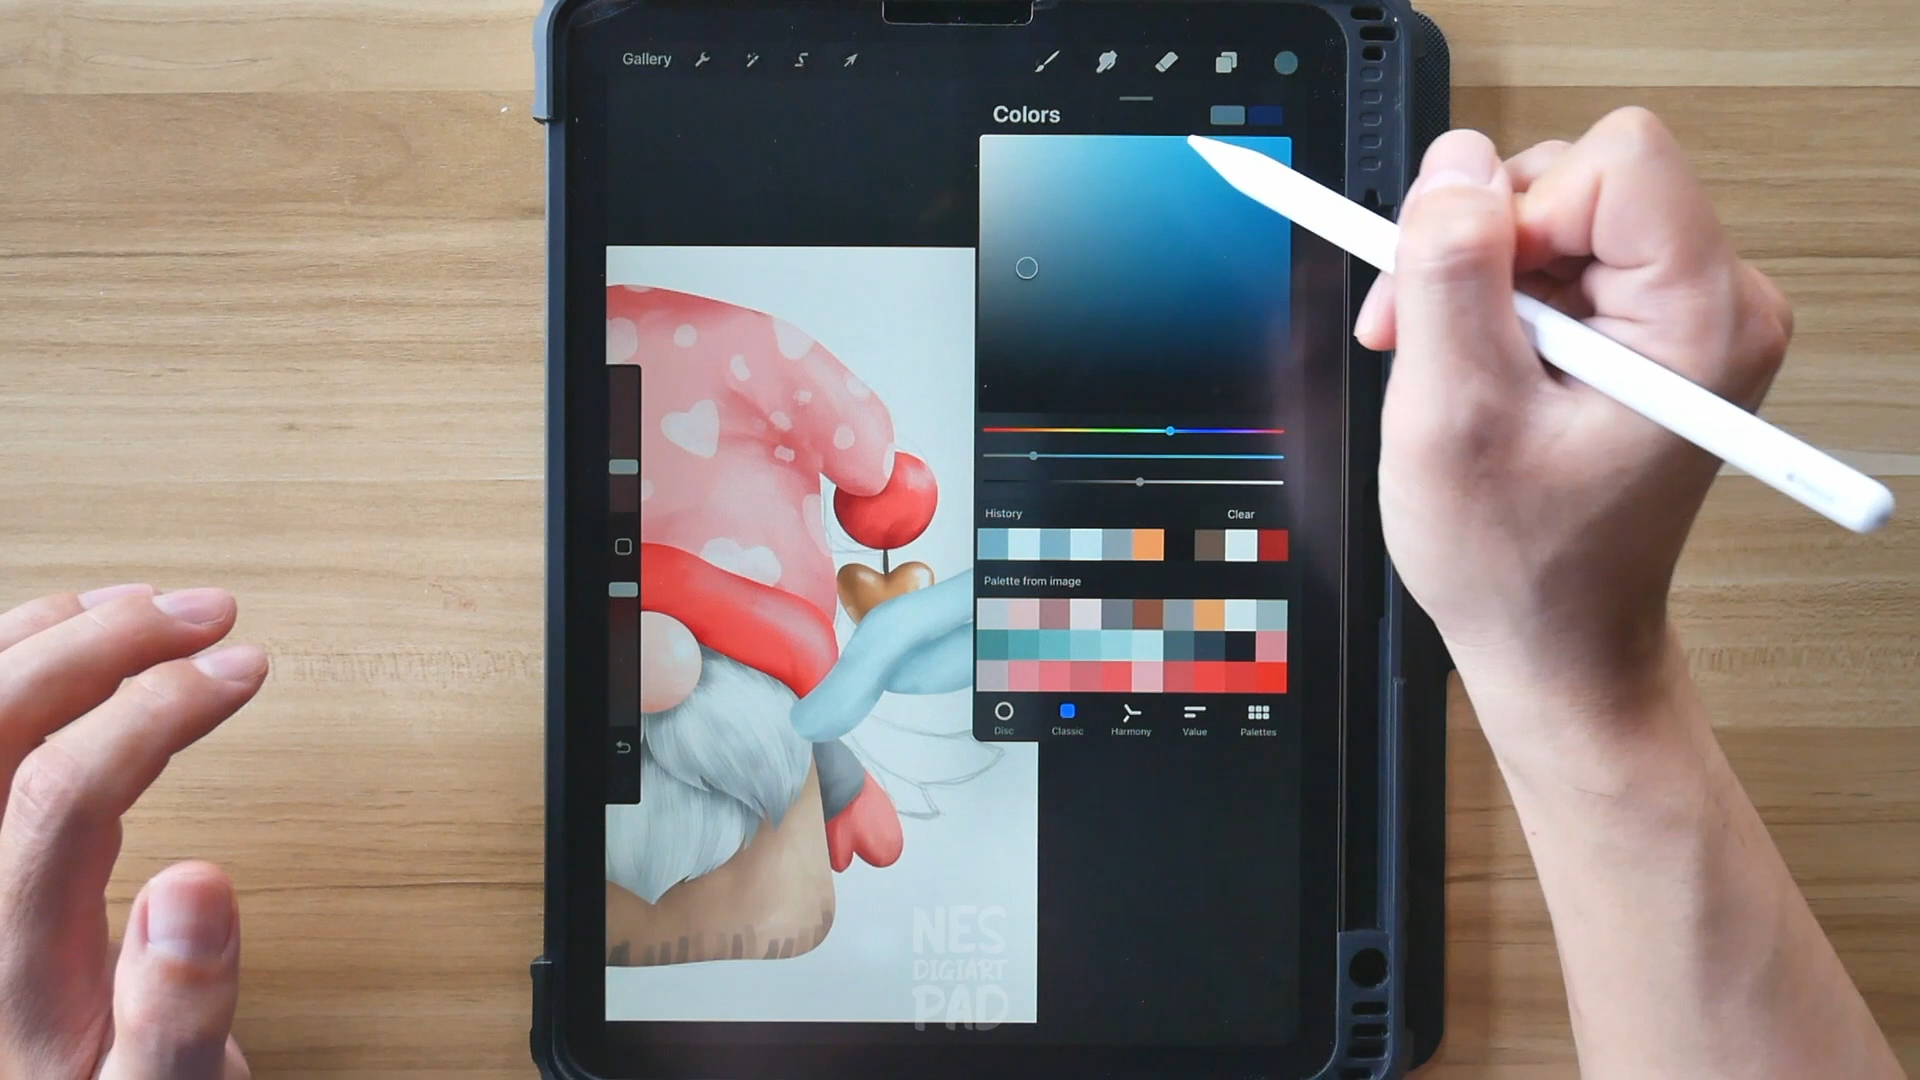 Gallery
Colors
History
Clear
Palette from image
Disc
Classic
Harmony
Value
Palettes
NES
DIGIART
PAD